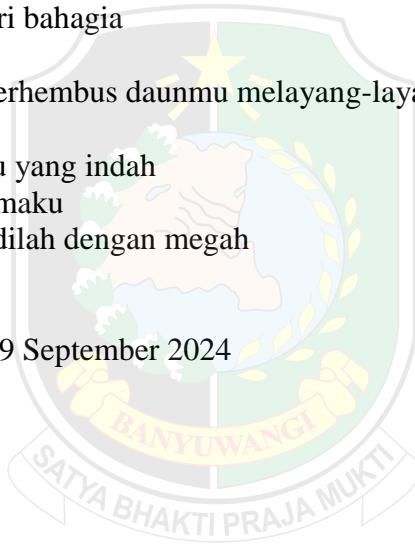 ri bahagia
erhembus daunmu melayang-laya
u yang indah
maku
dilah dengan megah
9 September 2024
BANYUWANGI
SATYA BHAKTI PRAJA MUKTI